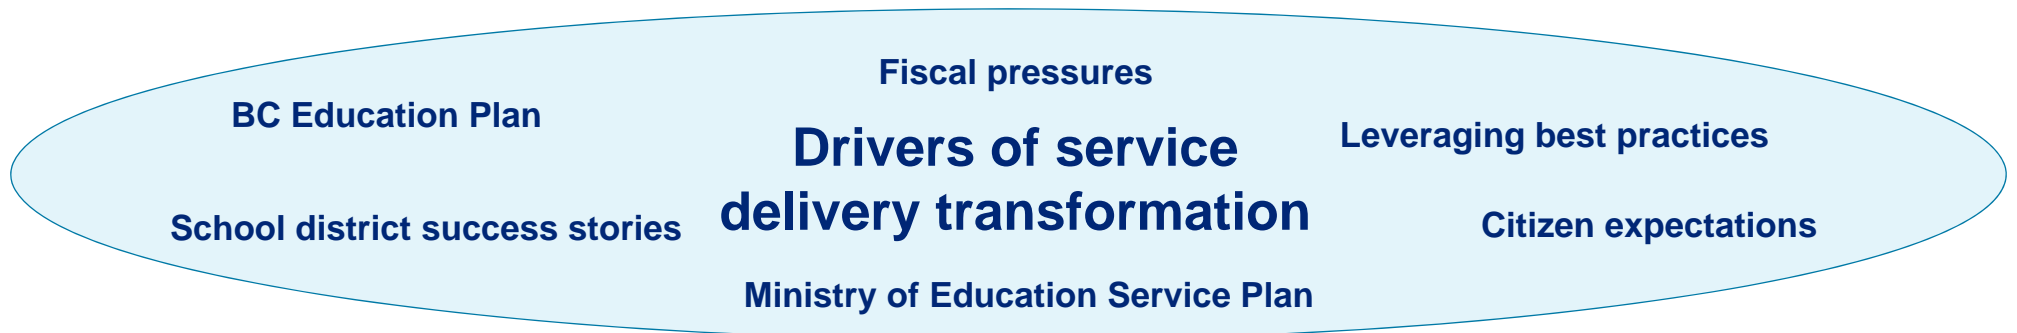 Fiscal pressures
BC Education Plan
Drivers of service
delivery transformation
Leveraging best practices
School district success stories
Citizen expectations
Ministry of Education Service Plan